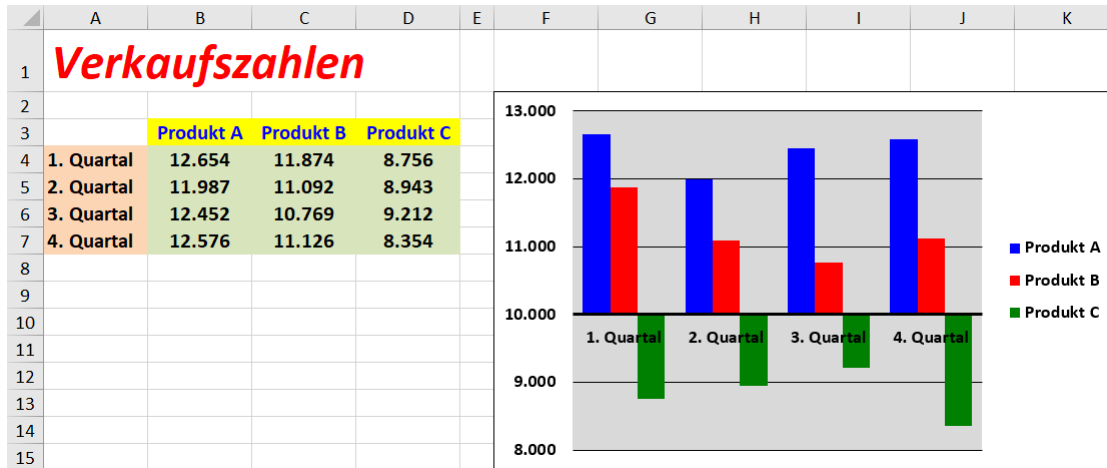 A B C D E F G H I J K
1 Verkaufszahlen
2
3 Produkt A Produkt B Produkt C
4 1. Quartal 12.654 11.874 8.756
5 2. Quartal 11.987 11.092 8.943
6 3. Quartal 12.452 10.769 9.212
7 4. Quartal 12.576 11.126 8.354
8
9
10
11
12
13
14
15
13.000
12.000
11.000
10.000
9.000
8.000
1. Quartal 2. Quartal 3. Quartal 4. Quartal
Produkt A
Produkt B
Produkt C